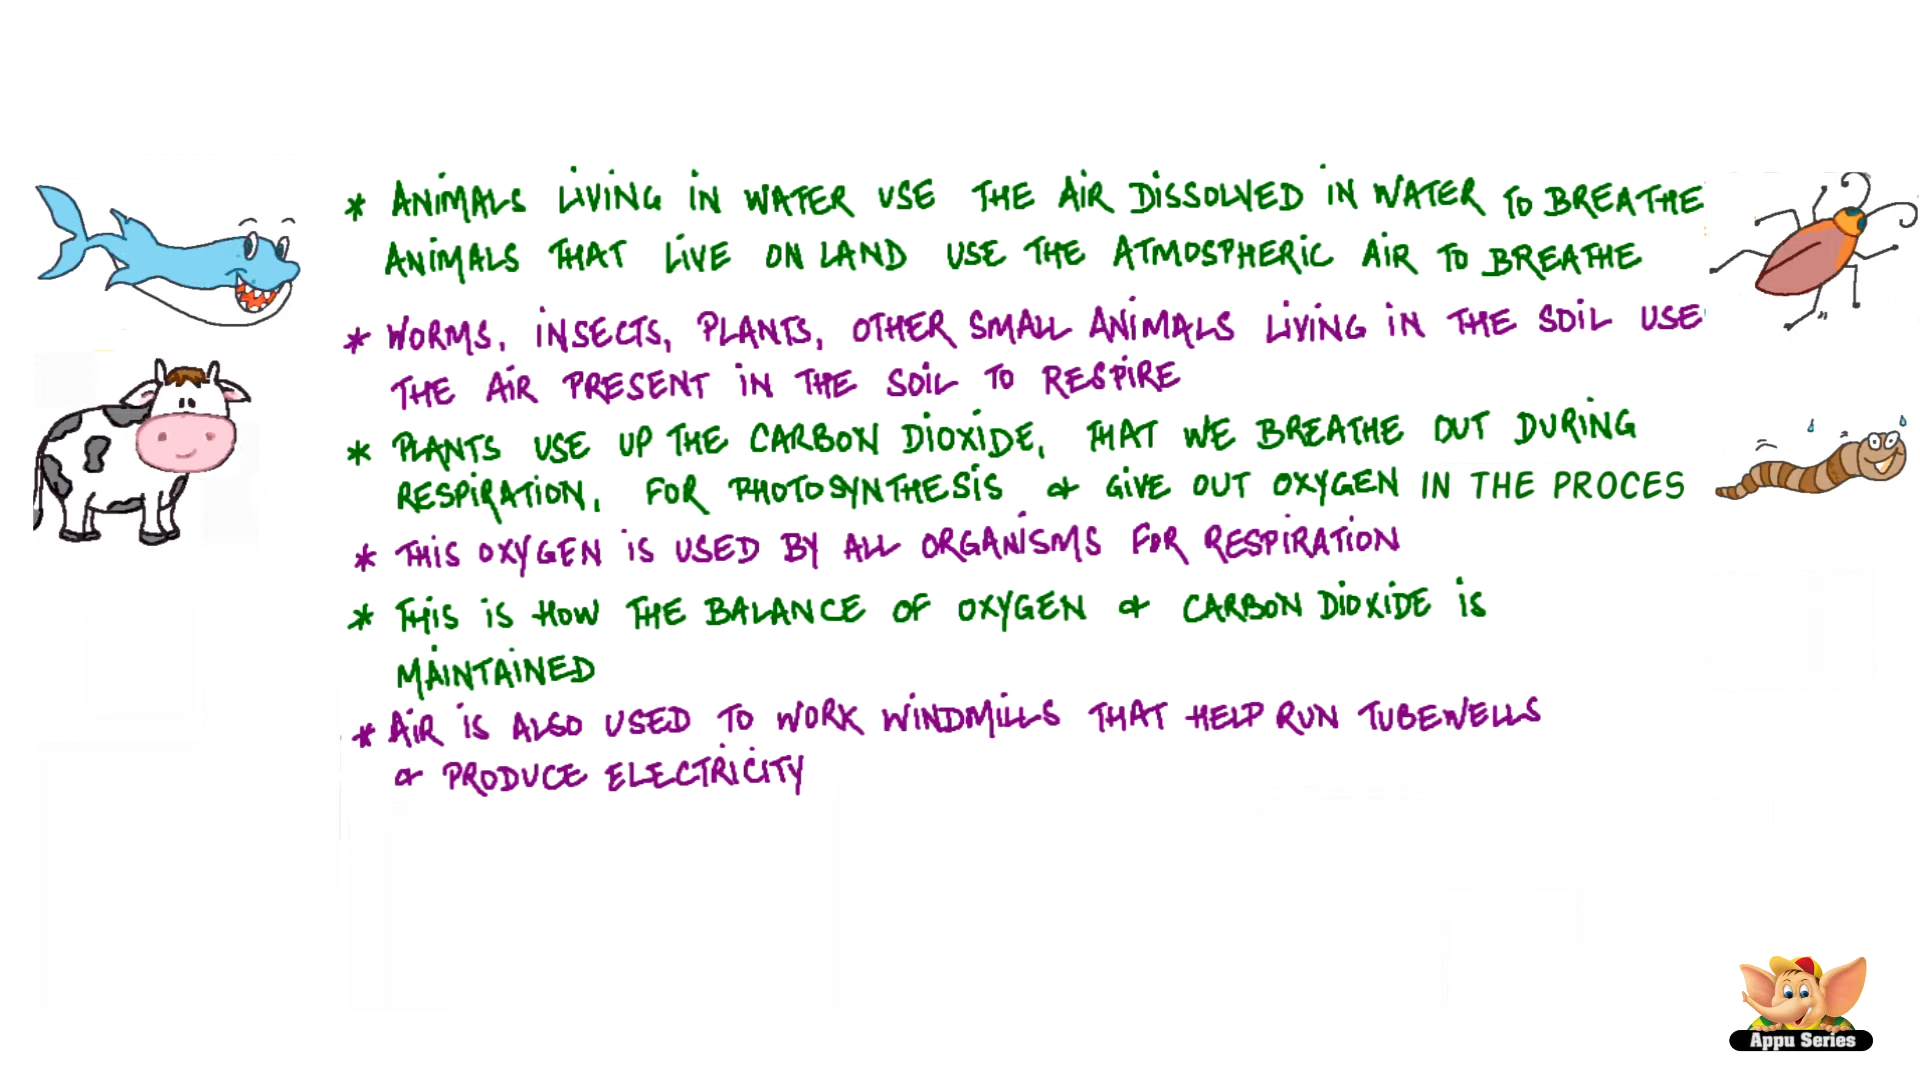 * ANIMALS LIVING IN WATER USE THE AIR DISSOLVED IN WATER TO BREATHE
ANIMALS THAT LIVE ON LAND USE THE ATMOSPHERIC AIR TO BREATHE
* WORMS, INSECTS, PLANTS, OTHER SMALL ANIMALS LIVING IN THE SOIL USE
THE AIR PRESENT IN THE SOIL TO RESPIRE
* PLANTS USE UP THE CARBON DIOXIDE, THAT WE BREATHE OUT DURING
RESPIRATION, FOR PHOTOSYNTHESIS & GIVE OUT OXYGEN IN THE PROCES
* THIS OXYGEN IS USED BY ALL ORGANISMS FOR RESPIRATION
* THIS IS HOW THE BALANCE OF OXYGEN & CARBON DIOXIDE IS
MAINTAINED
* AIR IS ALSO USED TO WORK WINDMILLS THAT HELP RUN TUBEWELLS
& PRODUCE ELECTRICITY
Appu Series